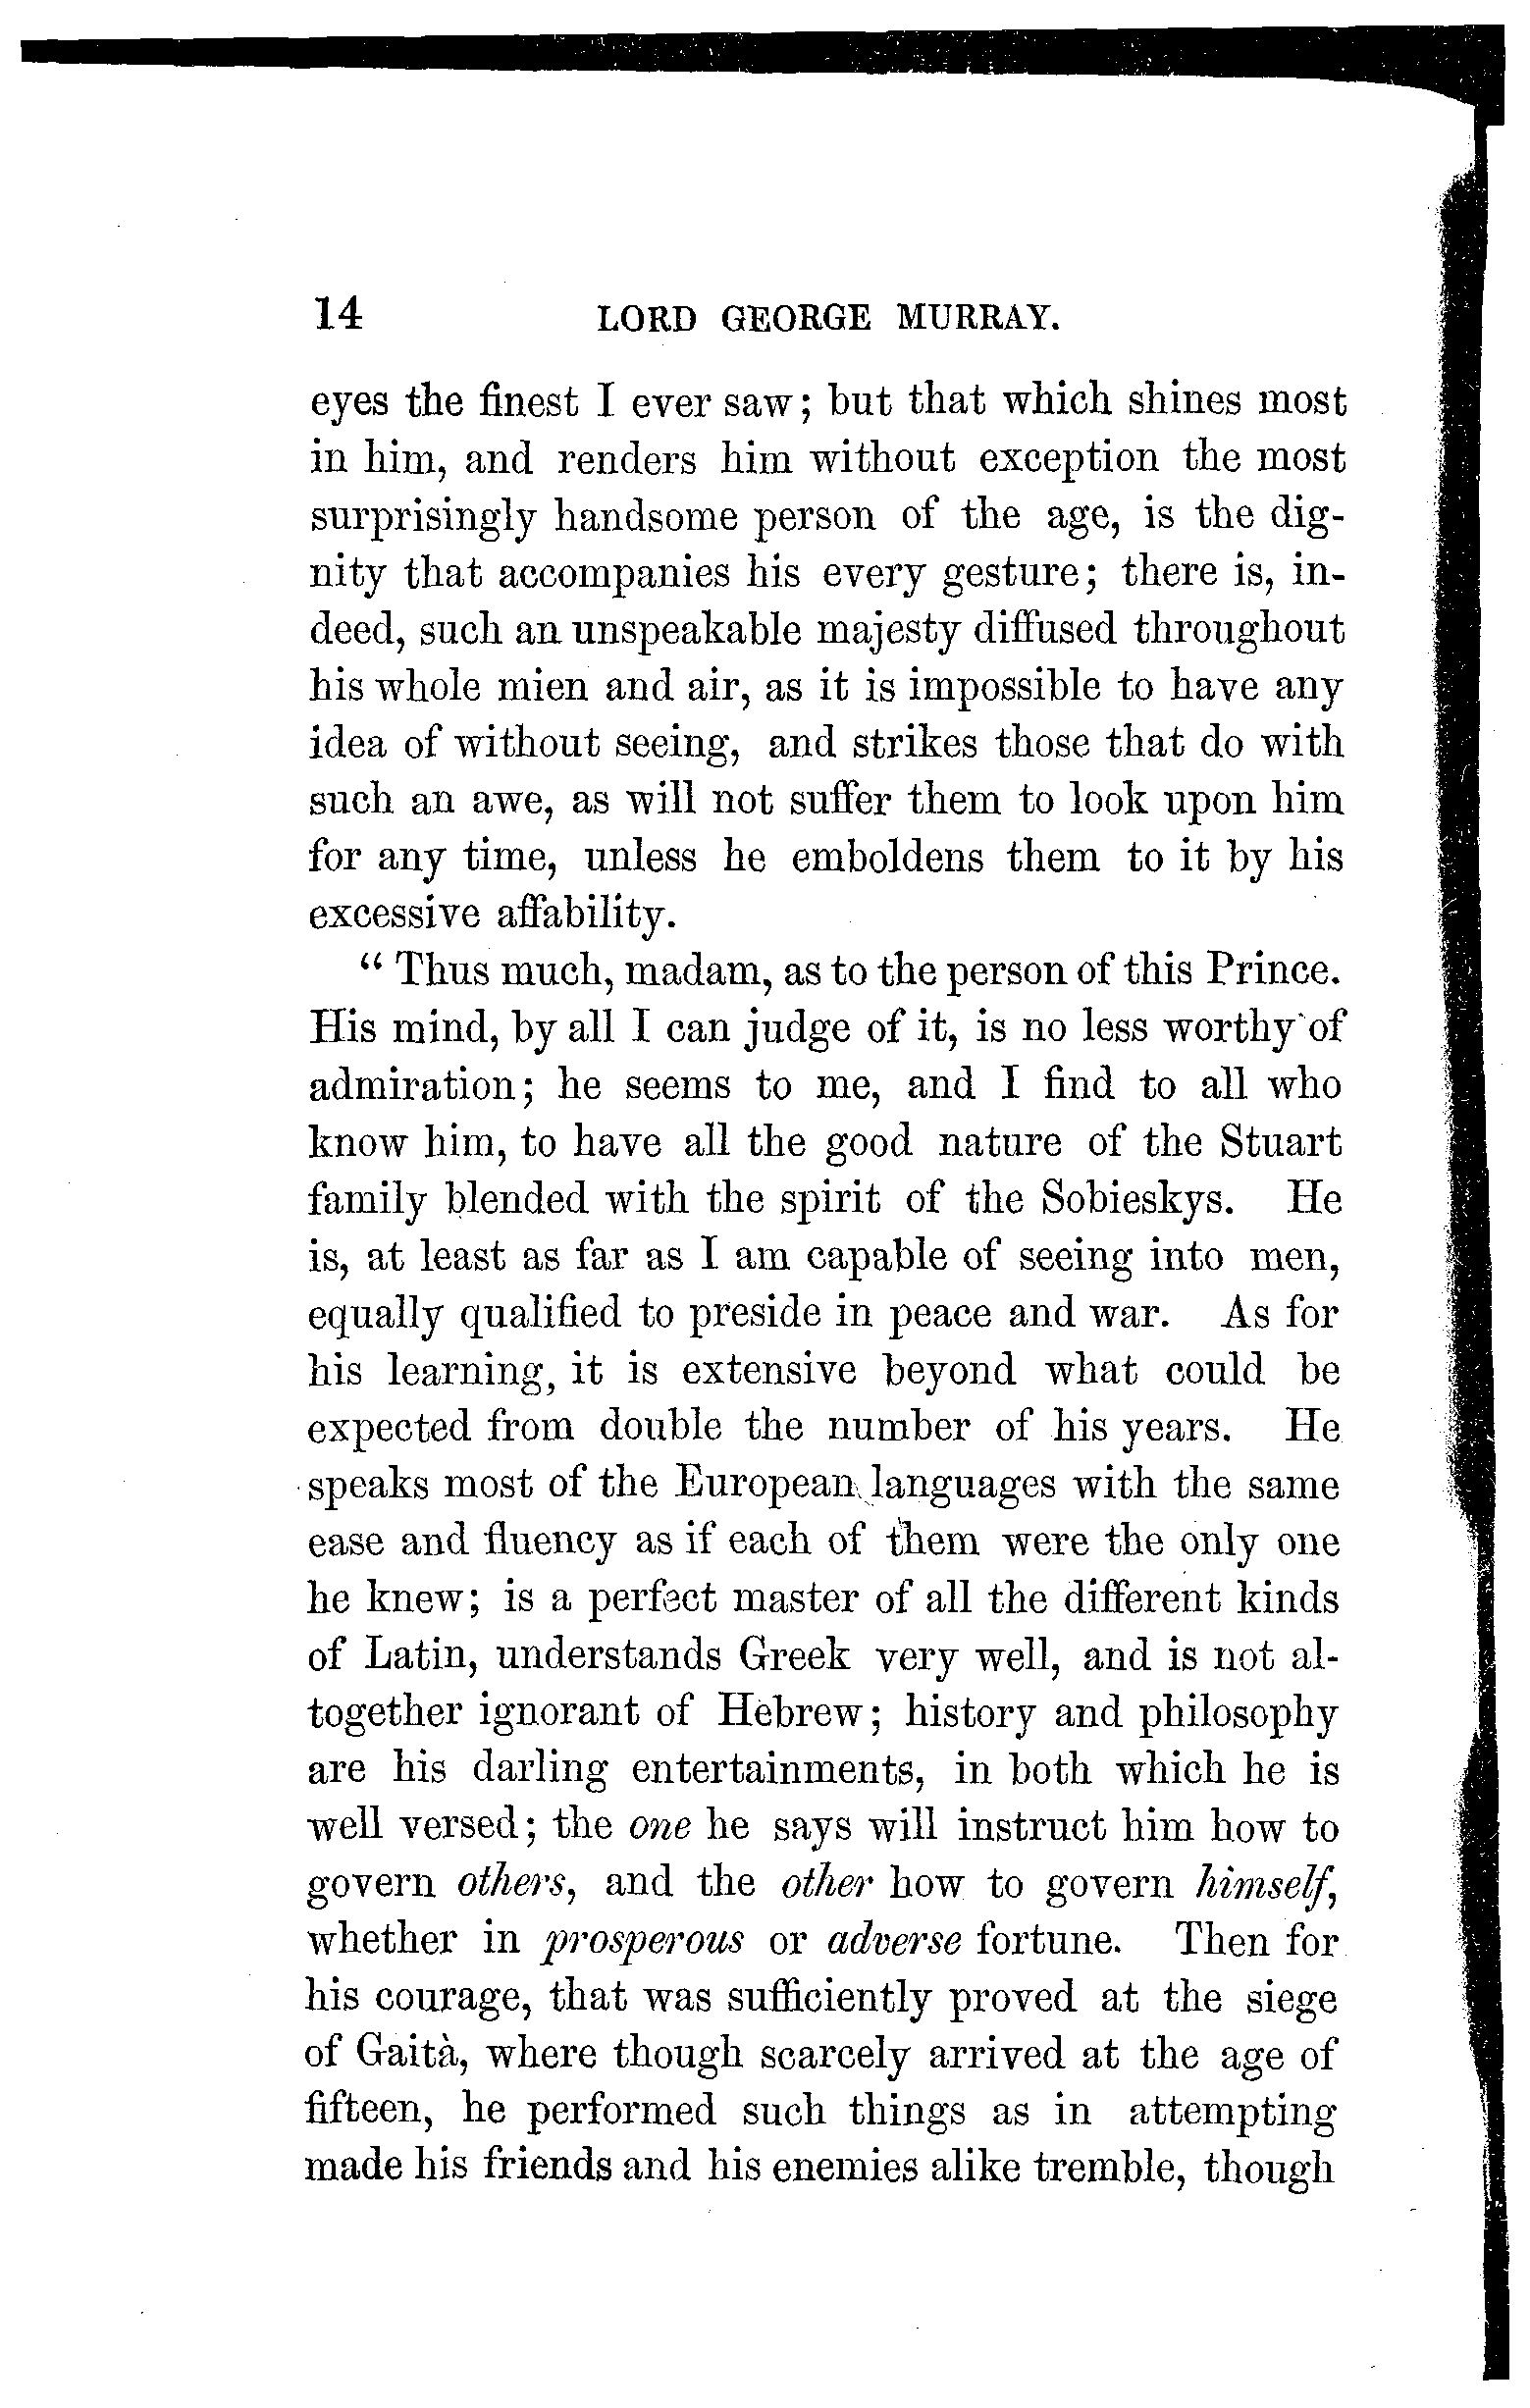 14 LORD GEORGE MURRAY.
eyes the finest I ever saw; but that which shines most
in him, and renders him without exception the most
surprisingly handsome person of the age, is the dig-
nity that accompanies his every gesture; there is, in-
deed, such an unspeakable majesty diffused throughout
his whole mien and air, as it is impossible to have any
idea of without seeing, and strikes those that do with
such an awe, as will not suffer them to look upon him
for any time, unless he emboldens them to it by his
excessive affability.
“Thus much, madam, as to the person of this Prince.
His mind, by all I can judge of it, is no less worthy of
admiration; he seems to me, and I find to all who
know him, to have all the good nature of the Stuart
family blended with the spirit of the Sobieskys. He
is, at least as far as I am capable of seeing into men,
equally qualified to preside in peace and war. As for
his learning, it is extensive beyond what could be
expected from double the number of his years. He
speaks most of the European languages with the same
ease and fluency as if each of them were the only one
he knew; is a perfect master of all the different kinds
of Latin, understands Greek very well, and is not al-
together ignorant of Hebrew; history and philosophy
are his darling entertainments, in both which he is
well versed; the one he says will instruct him how to
govern others, and the other how to govern himself,
whether in prosperous or adverse fortune. Then for
his courage, that was sufficiently proved at the siege
of Gaità, where though scarcely arrived at the age of
fifteen, he performed such things as in attempting
made his friends and his enemies alike tremble, though